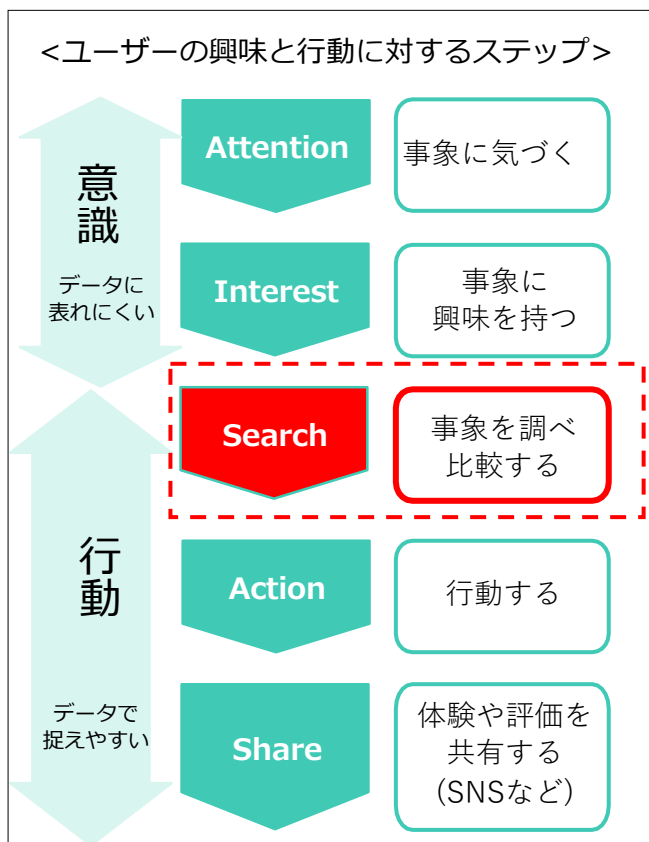 <ユーザーの興味と行動に対するステップ>
意識
データに
表れにくい
Attention
事象に気づく
Interest
事象に
興味を持つ
Search
事象を調べ
比較する
行動
データで
捉えやすい
Action
行動する
Share
体験や評価を
共有する
（SNSなど）